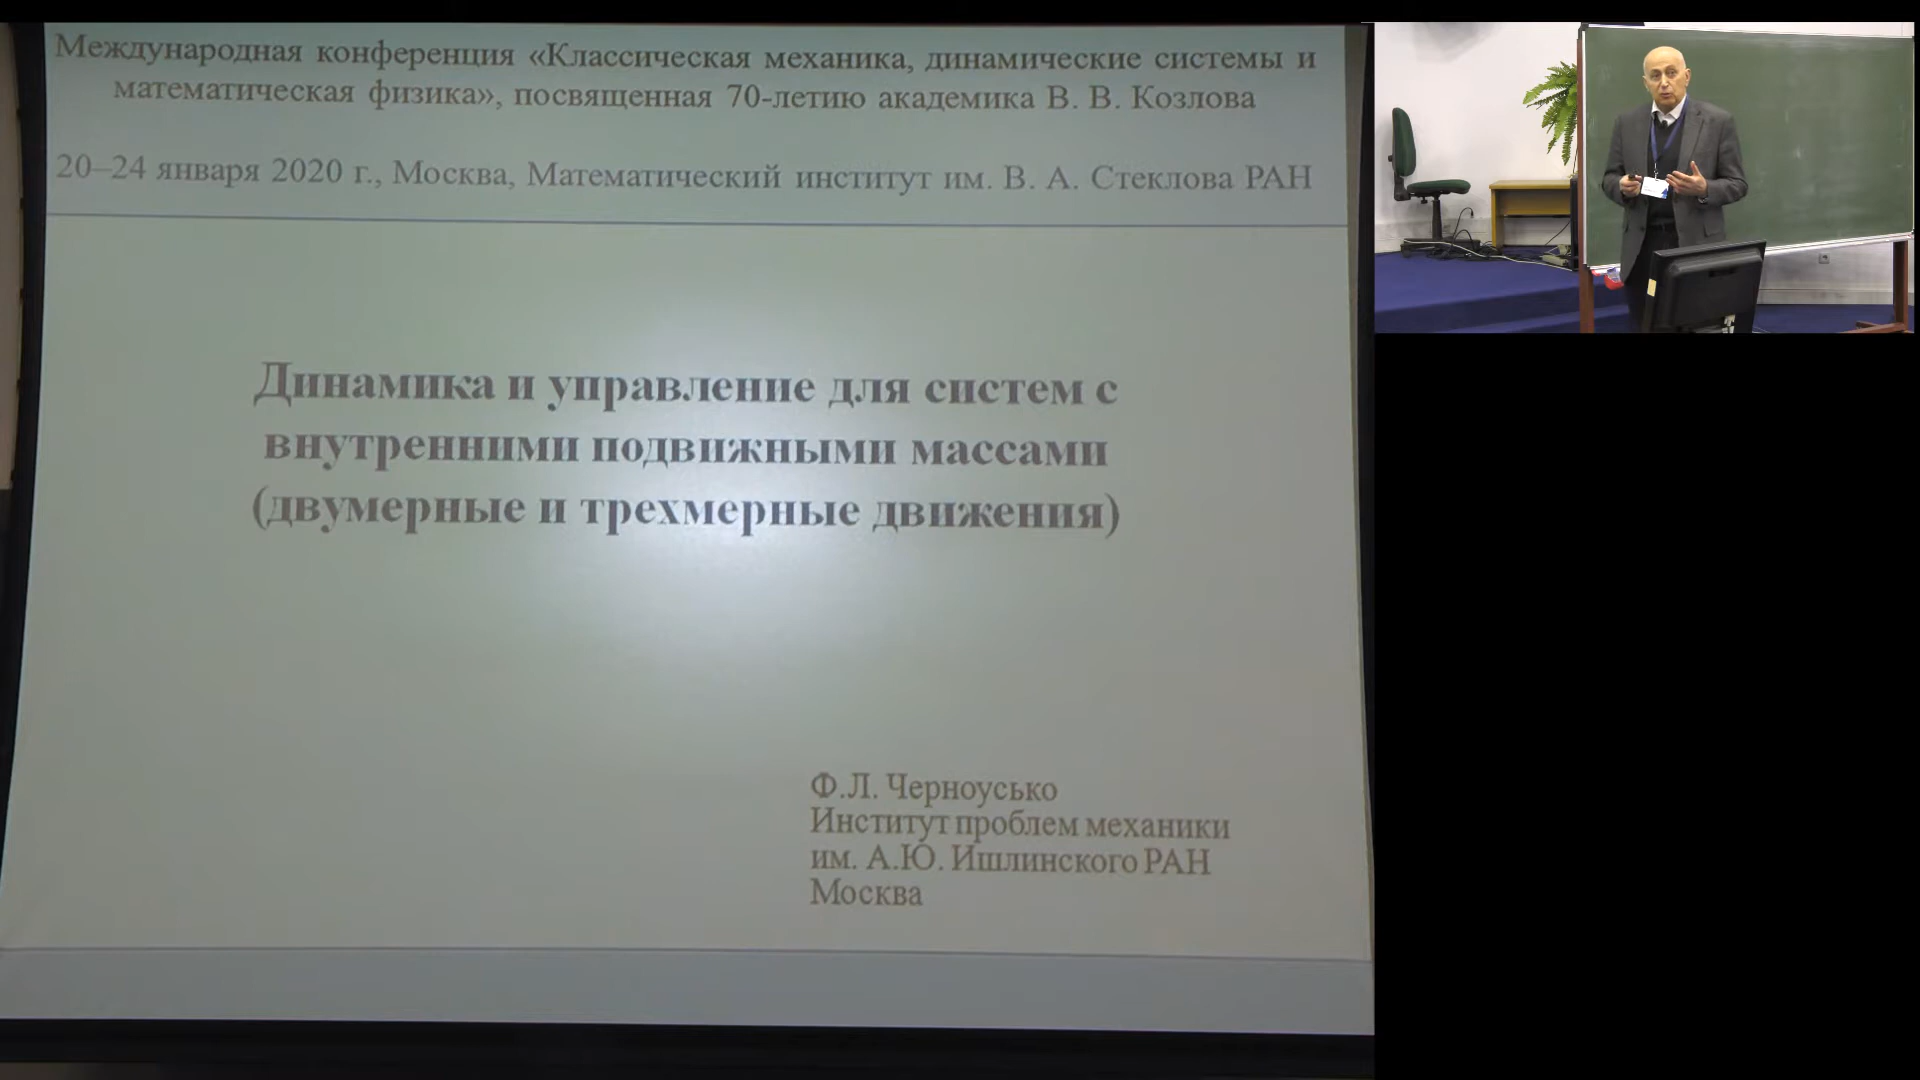 Международная конференция «Классическая механика, динамические системы и
математическая физика», посвященная 70-летию академика В. В. Козлова
20–24 января 2020 г., Москва, Математический институт им. В. А. Стеклова РАН
Динамика и управление для систем с
внутренними подвижными массами
(двумерные и трехмерные движения)
Ф.Л. Черноусько
Институт проблем механики
им. А.Ю. Ишлинского РАН
Москва